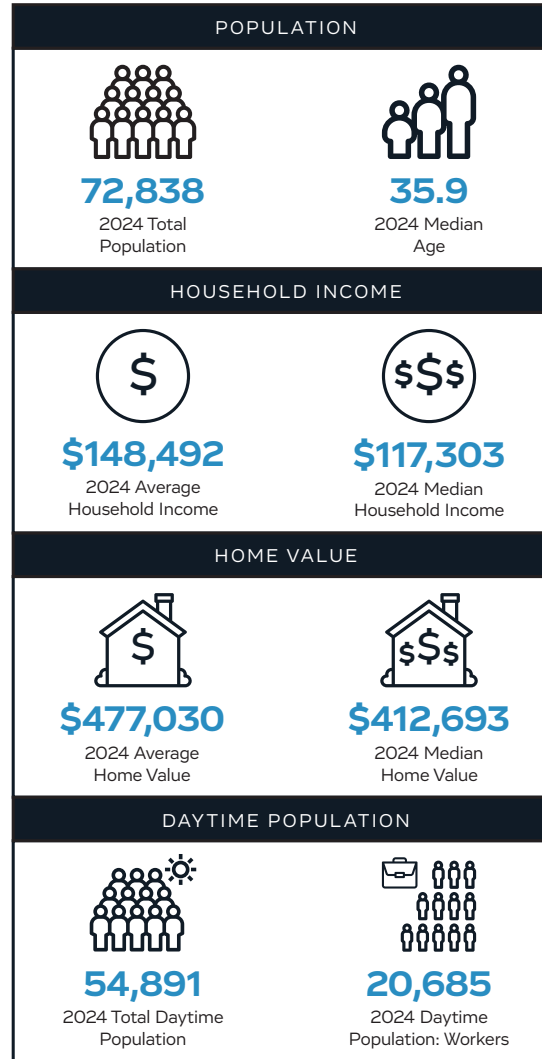 POPULATION
72,838
2024 Total
Population
35.9
2024 Median
Age
HOUSEHOLD INCOME
$
$148,492
2024 Average
Household Income
$$$
$117,303
2024 Median
Household Income
HOME VALUE
$
$477,030
2024 Average
Home Value
$$$
$412,693
2024 Median
Home Value
DAYTIME POPULATION
54,891
2024 Total Daytime
Population
20,685
2024 Daytime
Population: Workers